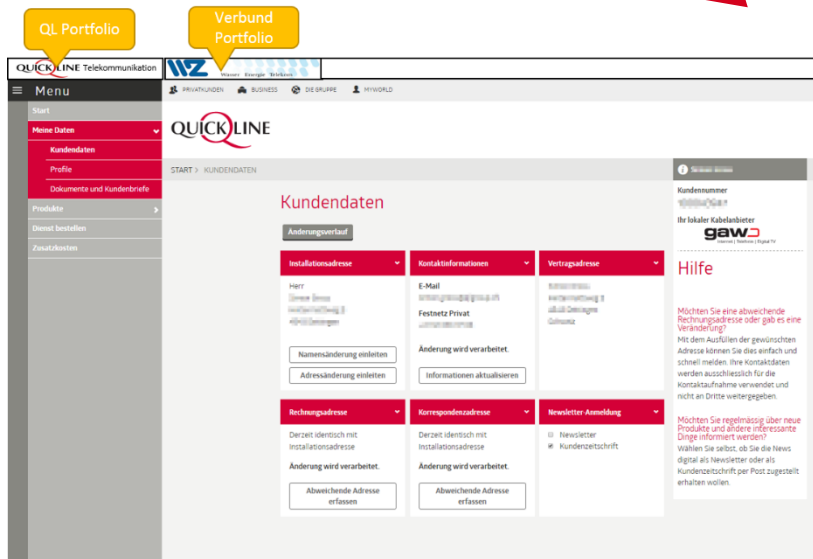 QL Portfolio
Verbund
Portfolio
QUICKLINE Telekommunikation
WZ
Wasser Energie Telekom
Menu
PRIVATKUNDEN BUSINESS DIE GRUPPE MYWORLD
Start
Meine Daten
Kundendaten
Profile
Dokumente und Kundenbriefe
Produkte
Dienst bestellen
Zusatzkosten
QUICKLINE
START > KUNDENDATEN
Kundendaten
Änderungsverlauf
Installationsadresse
Herr
Namensänderung einleiten
Adressänderung einleiten
Kontaktinformationen
E-Mail
Festnetz Privat
Änderung wird verarbeitet.
Informationen aktualisieren
Vertragsadresse
Rechnungsadresse
Derzeit identisch mit
Installationsadresse
Änderung wird verarbeitet.
Abweichende Adresse
erfassen
Korrespondenzadresse
Derzeit identisch mit
Installationsadresse
Änderung wird verarbeitet.
Abweichende Adresse
erfassen
Newsletter-Anmeldung
Newsletter
Kundenzeitschrift
Kundennummer
Ihr lokaler Kabelanbieter
gaw
Internet | Telefonie | Digital TV
Hilfe
Möchten Sie eine abweichende
Rechnungsadresse oder gab es eine
Veränderung?
Mit dem Ausfüllen der gewünschten
Adresse können Sie dies einfach und
schnell melden. Ihre Kontaktdaten
werden ausschliesslich für die
Kontaktaufnahme verwendet und
nicht an Dritte weitergegeben.
Möchten Sie regelmässig über neue
Produkte und andere interessante
Dinge informiert werden?
Wählen Sie selbst, ob Sie die News
digital als Newsletter oder als
Kundenzeitschrift per Post zugestellt
erhalten wollen.